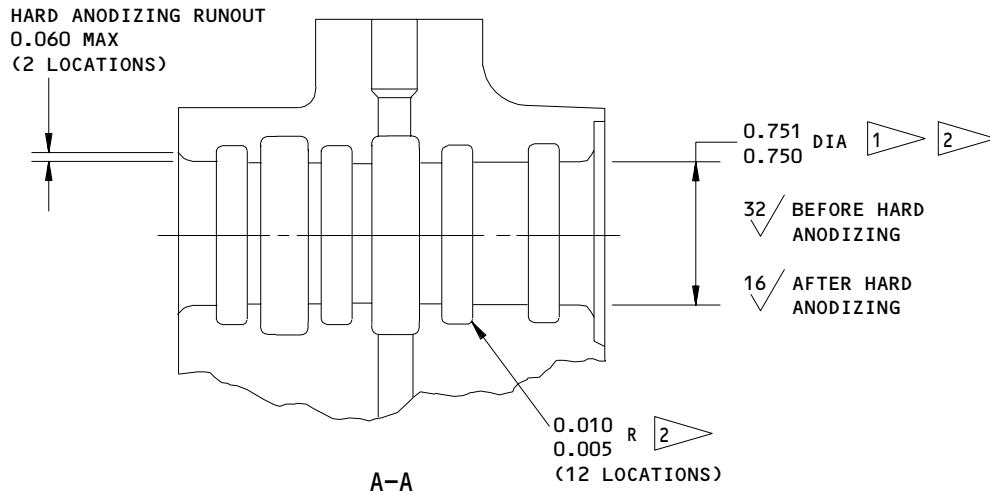 HARD ANODIZING RUNOUT
0.060 MAX
(2 LOCATIONS)
0.751
0.750 DIA 1 2
32 BEFORE HARD
ANODIZING
16 AFTER HARD
ANODIZING
0.010
0.005 R 2
(12 LOCATIONS)
A-A